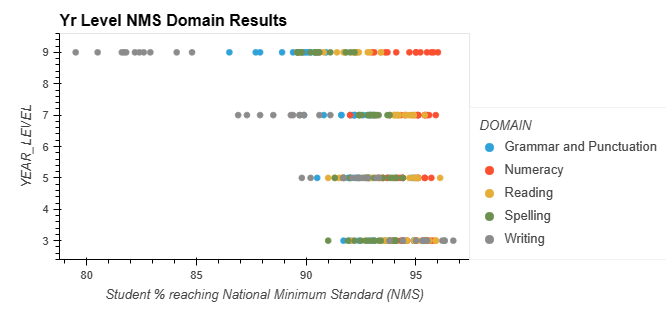 Yr Level NMS Domain Results
YEAR_LEVEL
9
8
7
6
5
4
3
80
85
90
95
Student % reaching National Minimum Standard (NMS)
DOMAIN
Grammar and Punctuation
Numeracy
Reading
Spelling
Writing